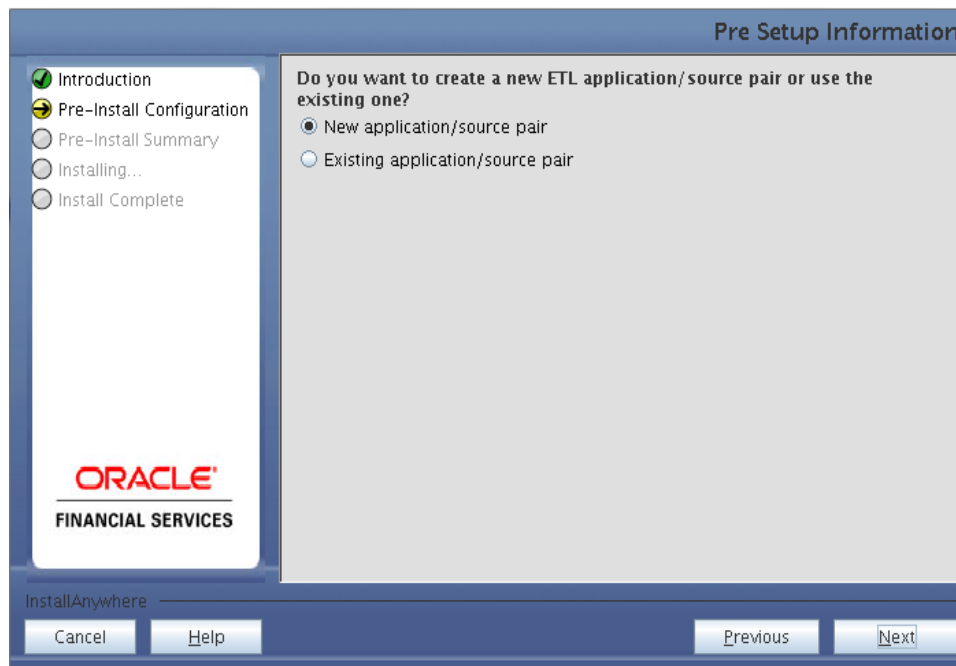 Pre Setup Information
Introduction
Pre-Install Configuration
Pre-Install Summary
Installing...
Install Complete
Do you want to create a new ETL application/source pair or use the
existing one?
New application/source pair
Existing application/source pair
ORACLE
FINANCIAL SERVICES
InstallAnywhere
Cancel
Help
Previous
Next